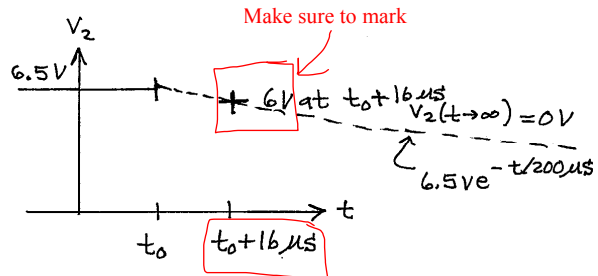 Make sure to mark
V₂
6.5V
6V at t₀+16μs
V₂(t→∞) = 0V
6.5ve^-t/200μs
t
t₀
t₀+16μs